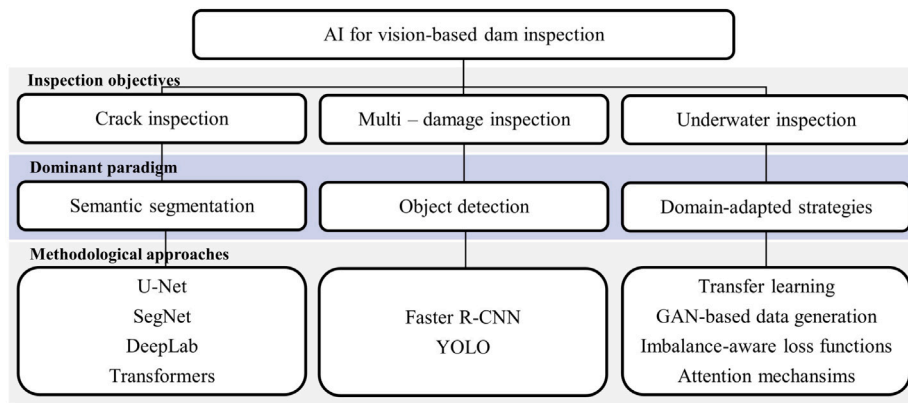 AI for vision-based dam inspection
Inspection objectives
Crack inspection
Multi – damage inspection
Underwater inspection
Dominant paradigm
Semantic segmentation
Object detection
Domain-adapted strategies
Methodological approaches
U-Net
SegNet
DeepLab
Transformers
Faster R-CNN
YOLO
Transfer learning
GAN-based data generation
Imbalance-aware loss functions
Attention mechansims